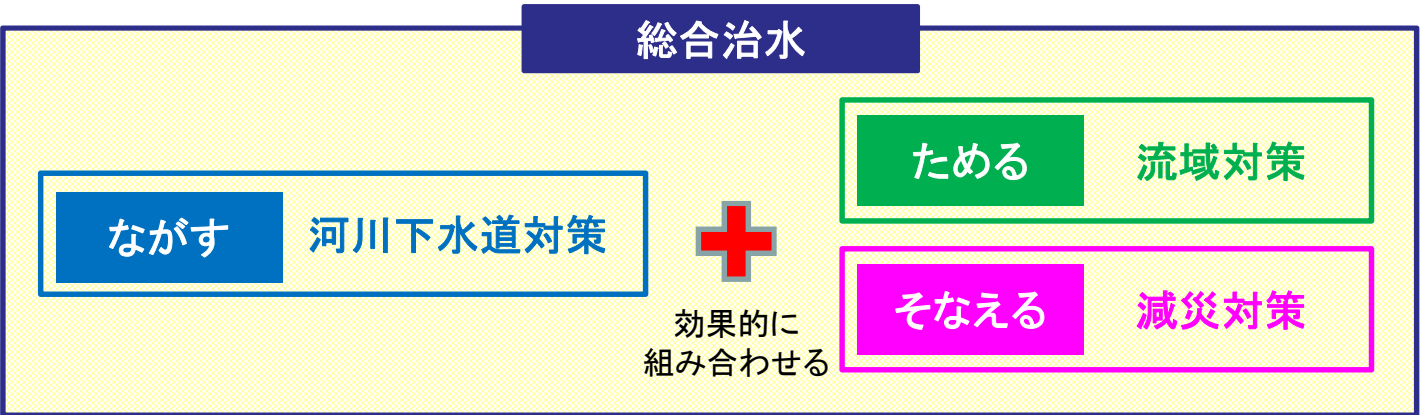 総合治水
ながす 河川下水道対策
効果的に
組み合わせる
ためる 流域対策
そなえる 減災対策